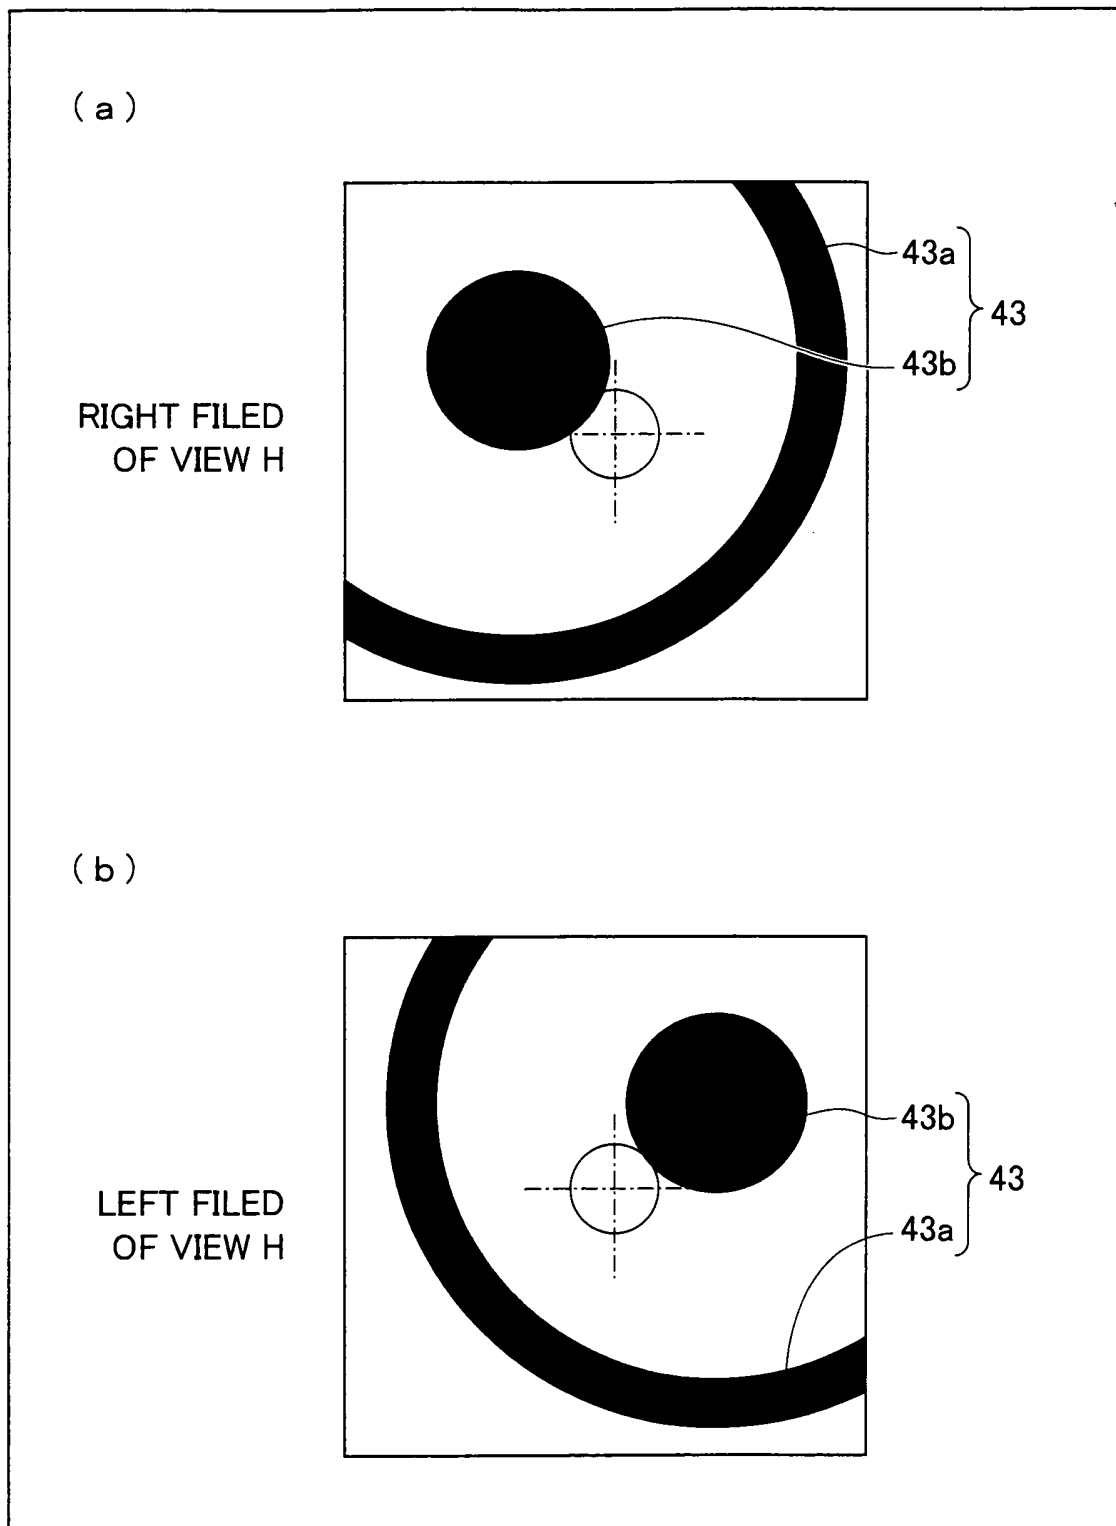 (a)
43a
43
43b
RIGHT FILED
OF VIEW H
(b)
43b
43
43a
LEFT FILED
OF VIEW H